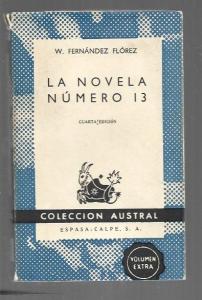 W. FERNÁNDEZ FLÓREZ
LA NOVELA
NÚMERO 13
CUARTA EDICIÓN
COLECCION AUSTRAL
ESPASA-CALPE, S. A.
VOLUMEN
EXTRA